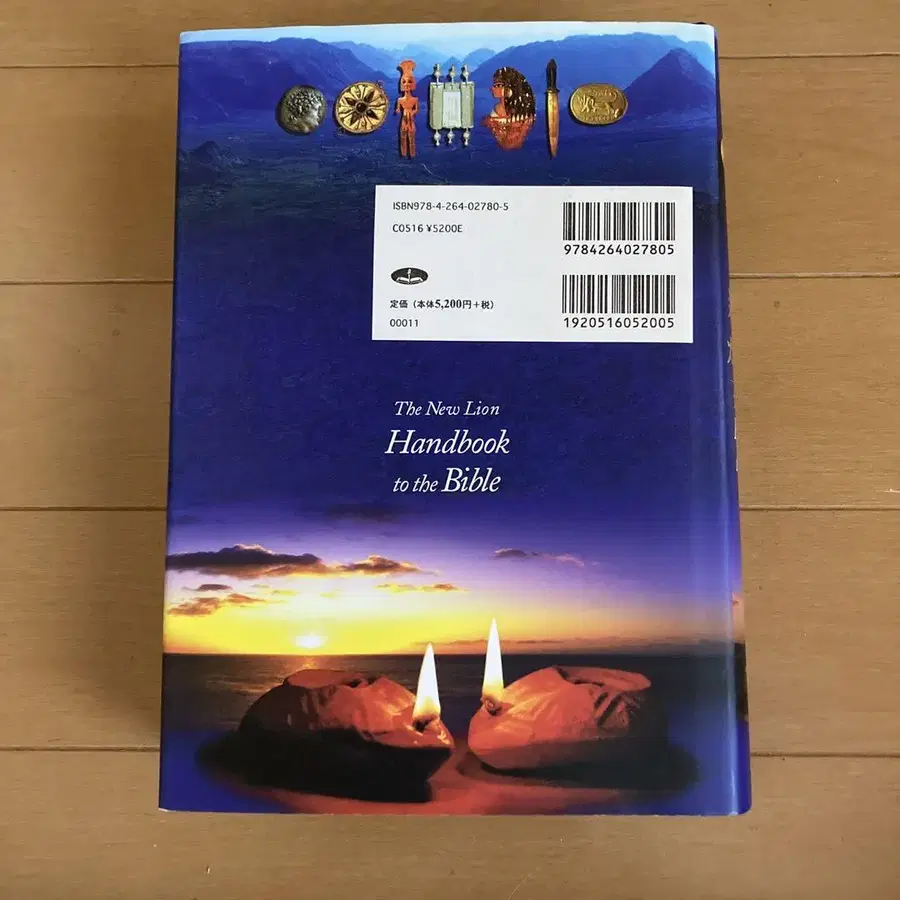 ISBN978-4-264-02780-5
C0516 ¥5200E
9784264027805
定価(本体5,200円+税)
00011
1920516052005
The New Lion
Handbook
to the Bible